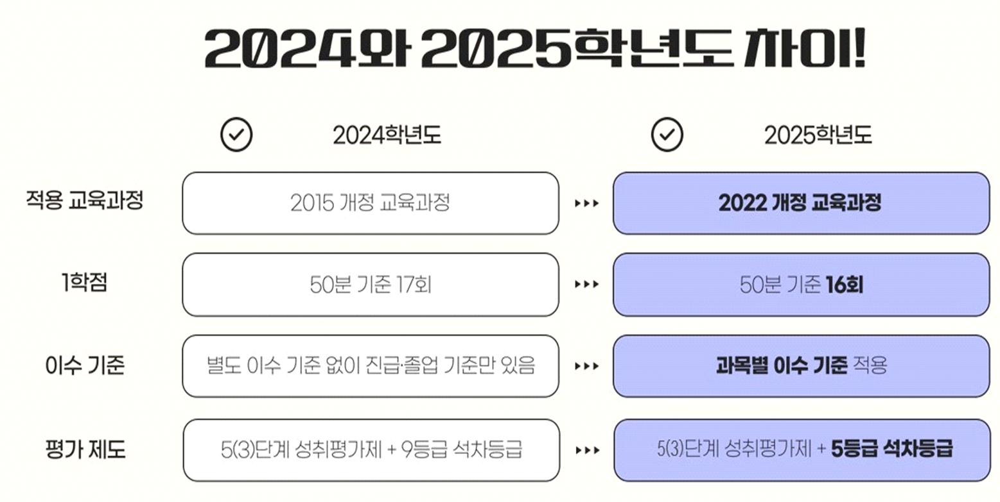 2024와 2025학년도 차이!
2024학년도 2025학년도
적용 교육과정 2015 개정 교육과정 2022 개정 교육과정
1학점 50분 기준 17회 50분 기준 16회
이수 기준 별도 이수 기준 없이 진급·졸업 기준만 있음 과목별 이수 기준 적용
평가 제도 5(3)단계 성취평가제 + 9등급 석차등급 5(3)단계 성취평가제 + 5등급 석차등급